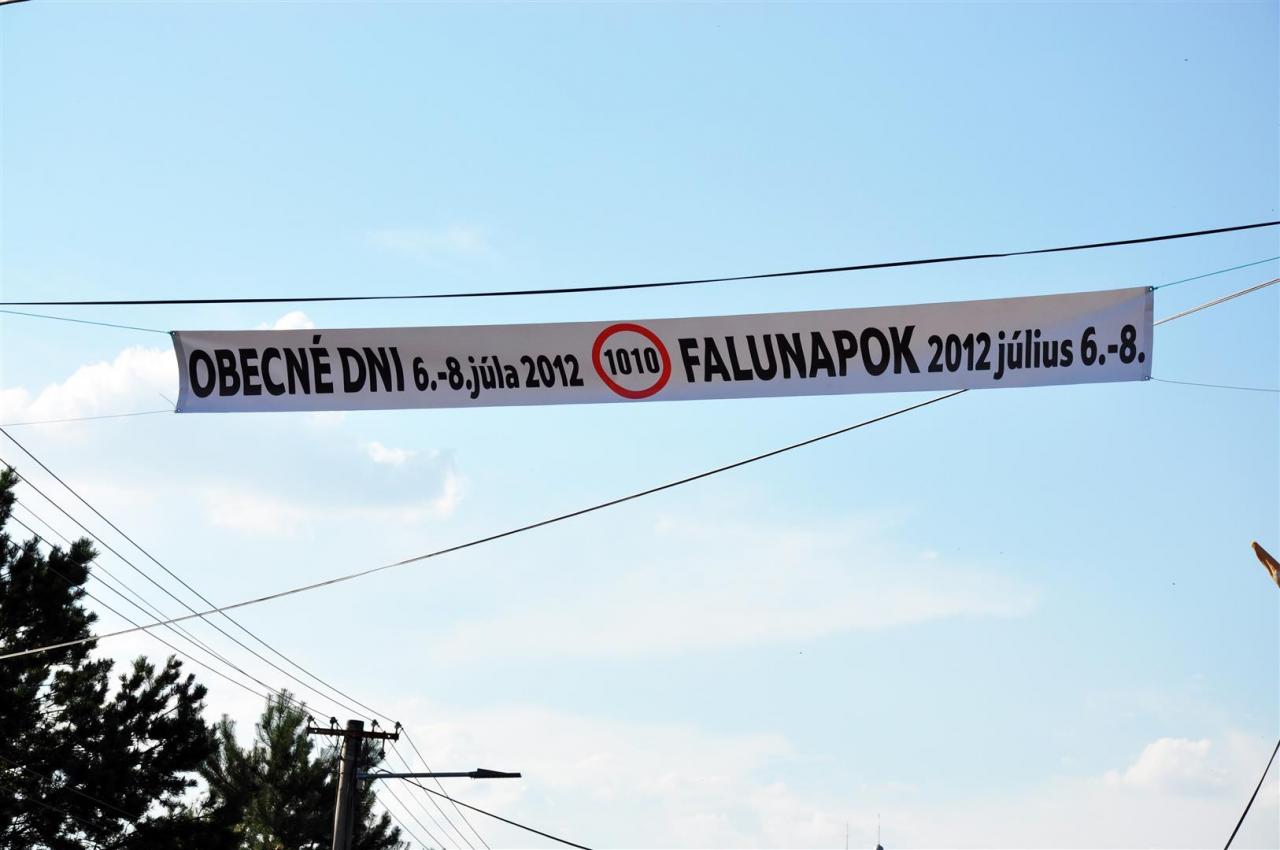 OBECNÉ DNI 6.-8.júla 2012 1010 FALUNAPOK 2012 július 6.-8.